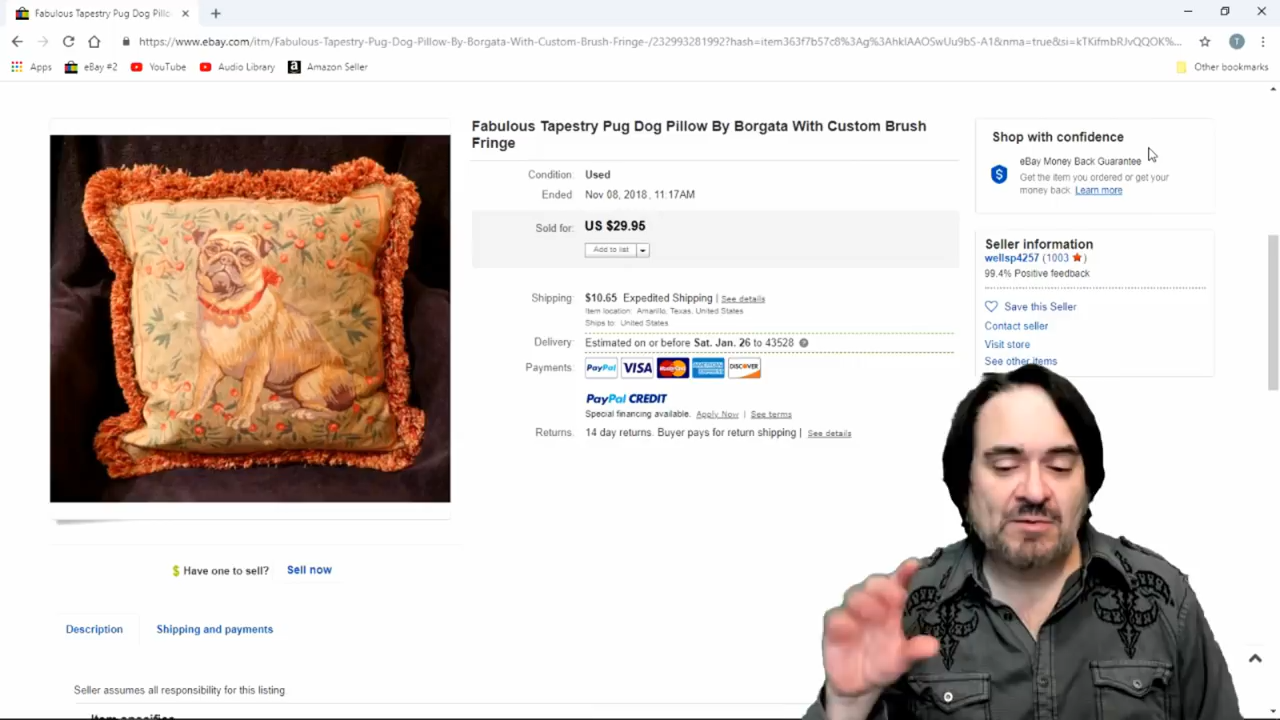 Fabulous Tapestry Pug Dog Pillo
https://www.ebay.com/itm/Fabulous-Tapestry-Pug-Dog-Pillow-By-Borgata-With-Custom-Brush-Fringe-/232993281992?hash=item363f7b57c8%3Ag%3AhklAAOSwUu9bS-A1&nma=true&si=kTKifmbRJvQQOK%...
T
Apps
eBay #2
YouTube
Audio Library
Amazon Seller
Other bookmarks
Fabulous Tapestry Pug Dog Pillow By Borgata With Custom Brush
Fringe
Condition: Used
Ended: Nov 08, 2018 , 11:17AM
Sold for: US $29.95
Add to list
Shipping: $10.65 Expedited Shipping | See details
Item location: Amarillo, Texas, United States
Ships to: United States
Delivery: Estimated on or before Sat. Jan. 26 to 43528
Payments: PayPal VISA MasterCard AMERICAN EXPRESS DISCOVER
PayPal CREDIT
Special financing available. Apply Now | See terms
Returns: 14 day returns. Buyer pays for return shipping | See details
Shop with confidence
eBay Money Back Guarantee
Get the item you ordered or get your
money back. Learn more
Seller information
wellsp4257 (1003 )
99.4% Positive feedback
Save this Seller
Contact seller
Visit store
See other items
$ Have one to sell? Sell now
Description
Shipping and payments
Seller assumes all responsibility for this listing
Item specifics